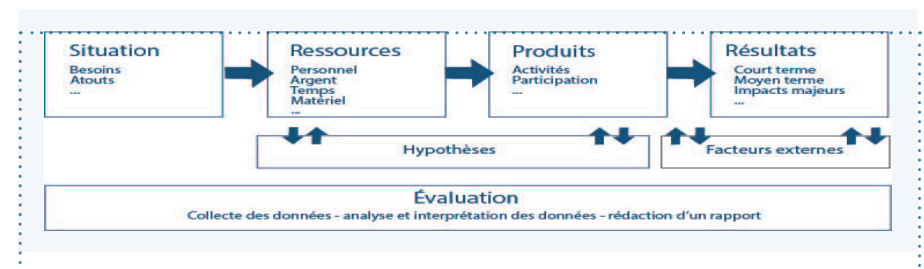 Situation
Besoins
Atouts
...
Ressources
Personnel
Argent
Temps
Matériel
...
Produits
Activités
Participation
...
Résultats
Court terme
Moyen terme
Impacts majeurs
...
Hypothèses
Facteurs externes
Évaluation
Collecte des données - analyse et interprétation des données - rédaction d'un rapport